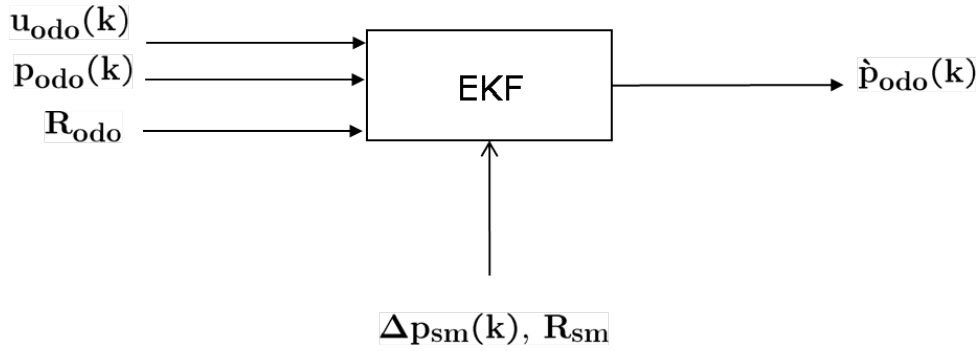 u_odo(k)
p_odo(k)
R_odo
EKF
p̀_odo(k)
Δp_sm(k), R_sm